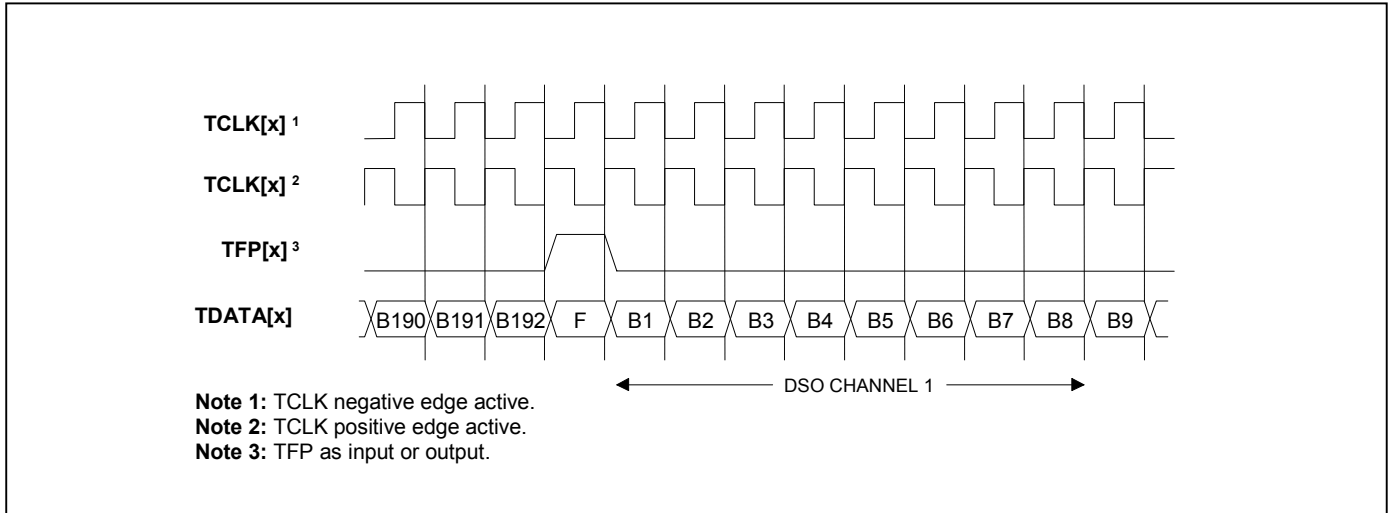 TCLK[x] 1
TCLK[x] 2
TFP[x] 3
TDATA[x] B190 B191 B192 F B1 B2 B3 B4 B5 B6 B7 B8 B9
DSO CHANNEL 1
Note 1: TCLK negative edge active.
Note 2: TCLK positive edge active.
Note 3: TFP as input or output.